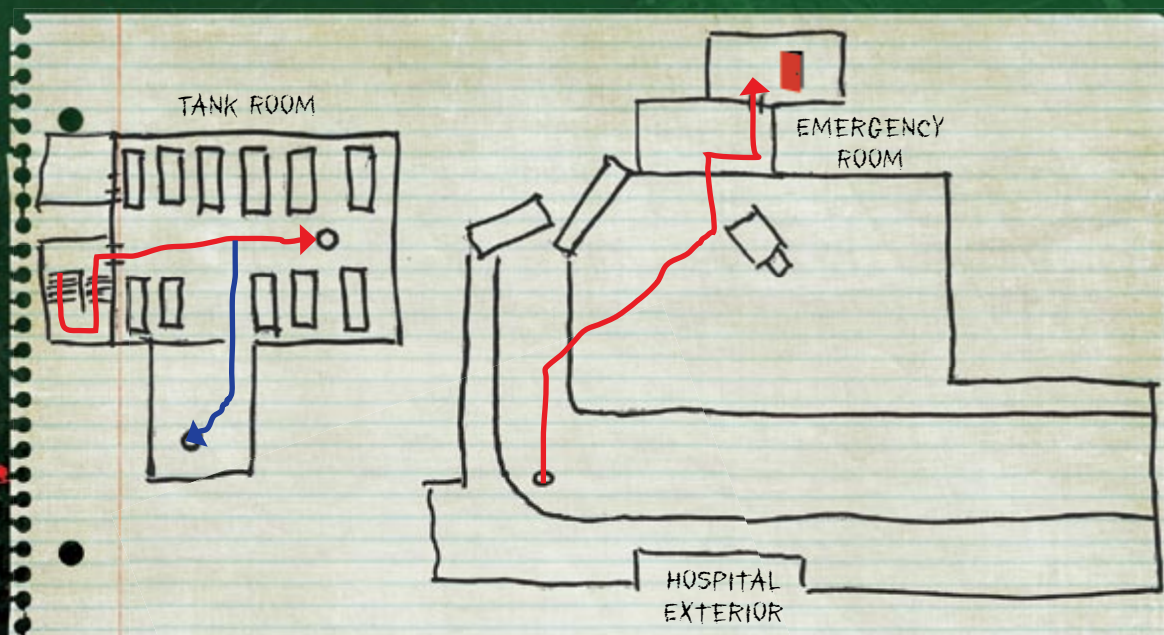 TANK ROOM
EMERGENCY
ROOM
HOSPITAL
EXTERIOR